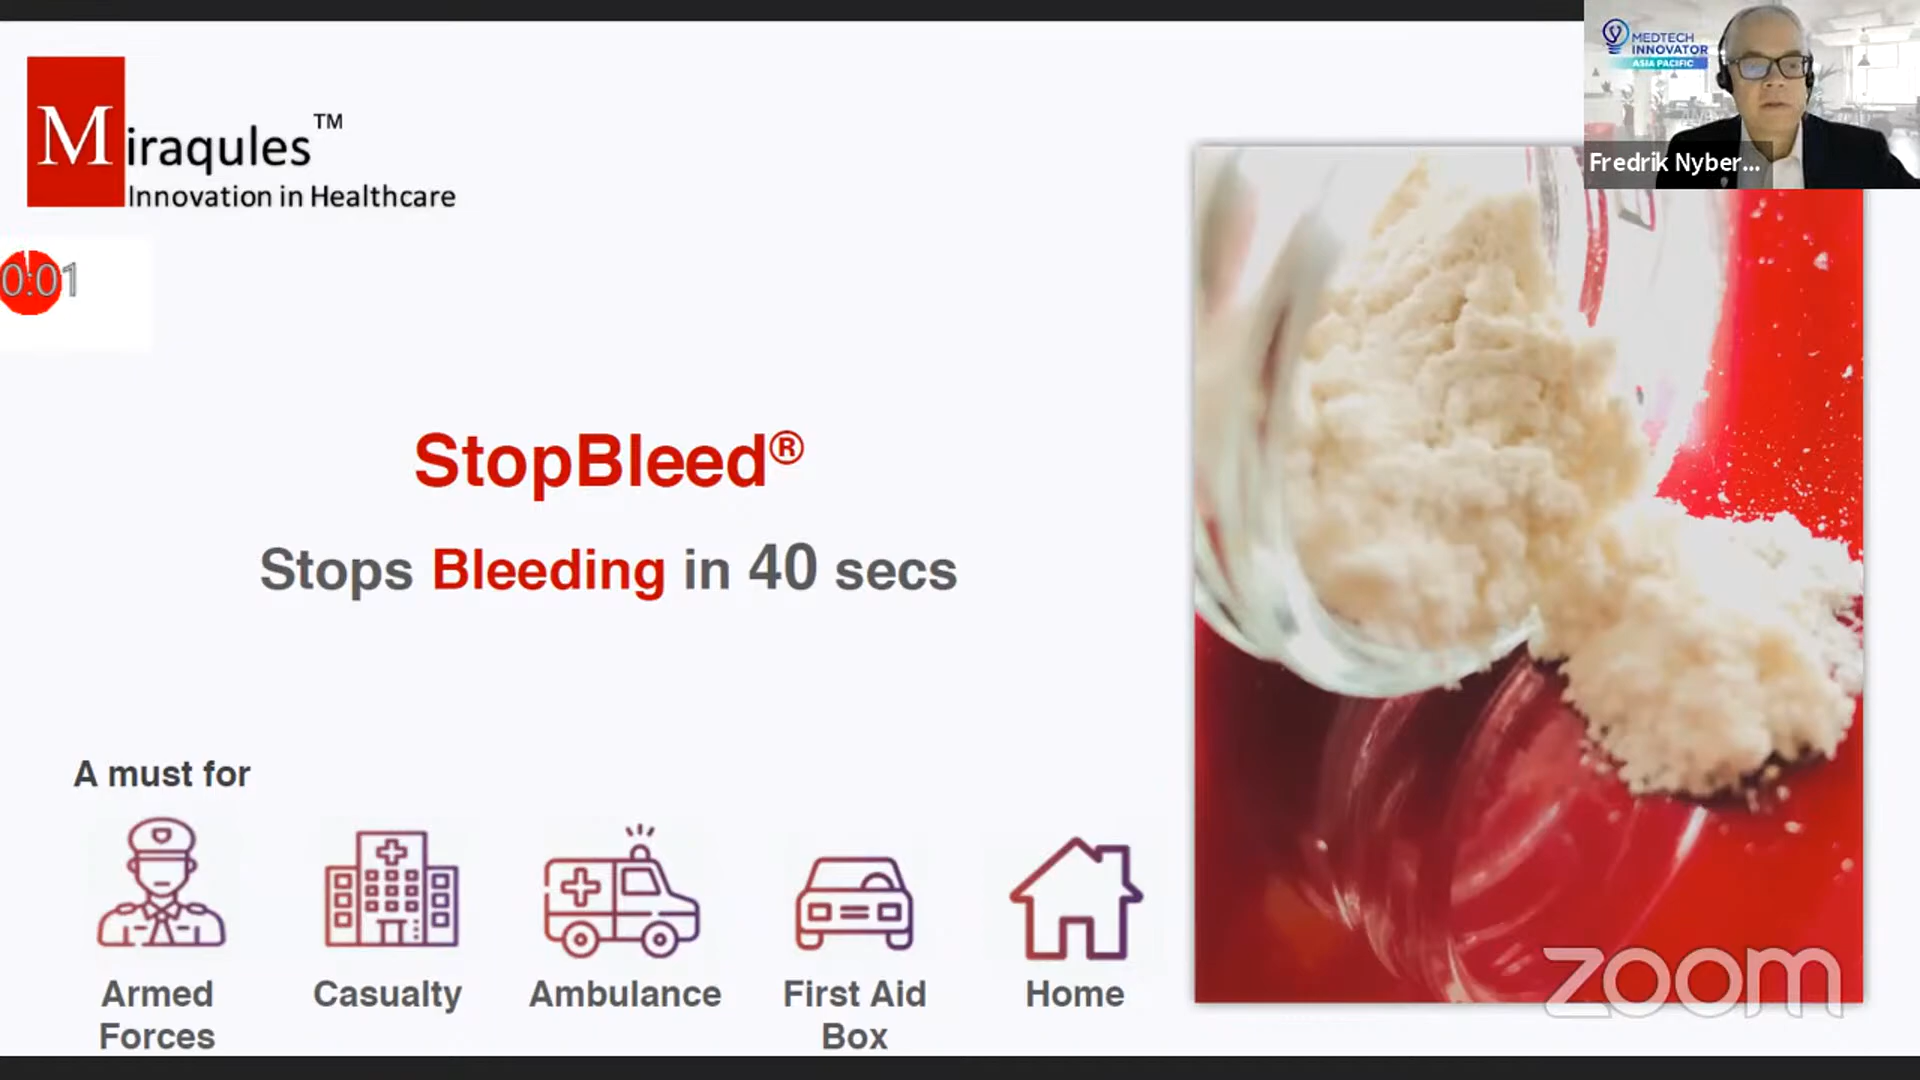 Miraqules™
Innovation in Healthcare
MEDTECH
INNOVATOR
ASIA PACIFIC
Fredrik Nyber...
0:01
StopBleed®
Stops Bleeding in 40 secs
A must for
Armed
Forces
Casualty
Ambulance
First Aid
Box
Home
zoom